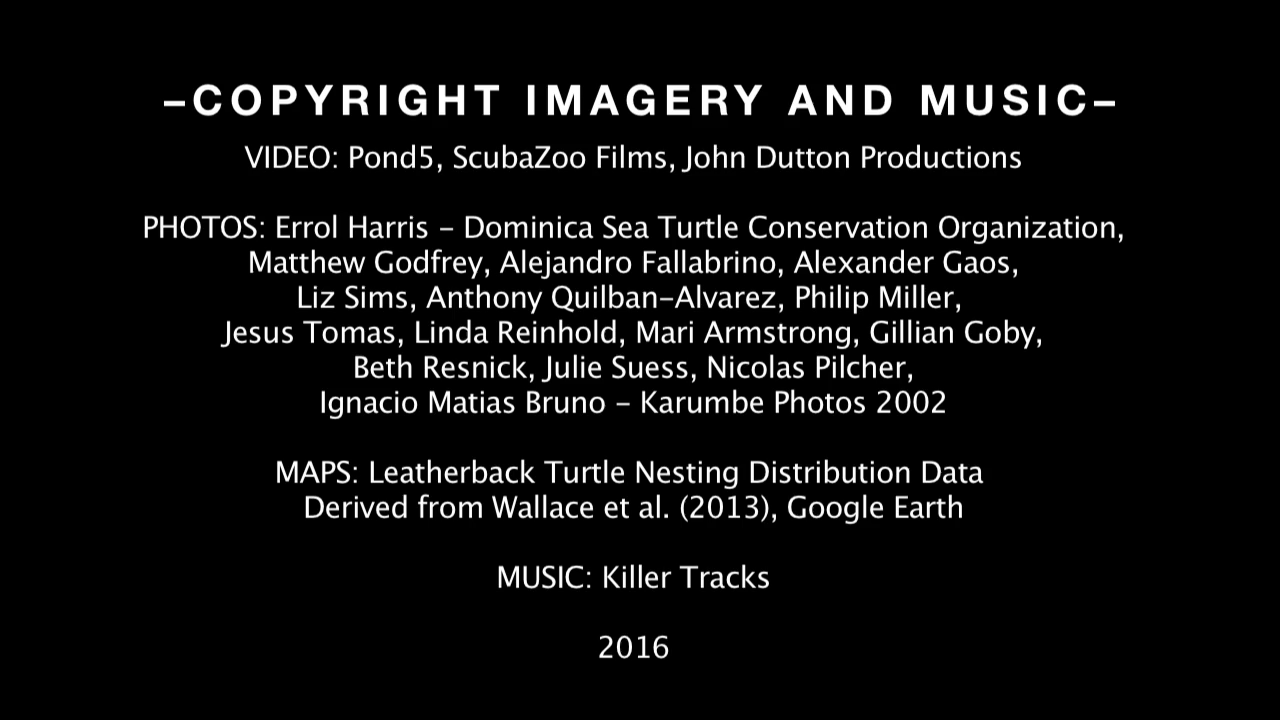 –COPYRIGHT IMAGERY AND MUSIC–
VIDEO: Pond5, ScubaZoo Films, John Dutton Productions
PHOTOS: Errol Harris – Dominica Sea Turtle Conservation Organization,
Matthew Godfrey, Alejandro Fallabrino, Alexander Gaos,
Liz Sims, Anthony Quilban–Alvarez, Philip Miller,
Jesus Tomas, Linda Reinhold, Mari Armstrong, Gillian Goby,
Beth Resnick, Julie Suess, Nicolas Pilcher,
Ignacio Matias Bruno – Karumbe Photos 2002
MAPS: Leatherback Turtle Nesting Distribution Data
Derived from Wallace et al. (2013), Google Earth
MUSIC: Killer Tracks
2016